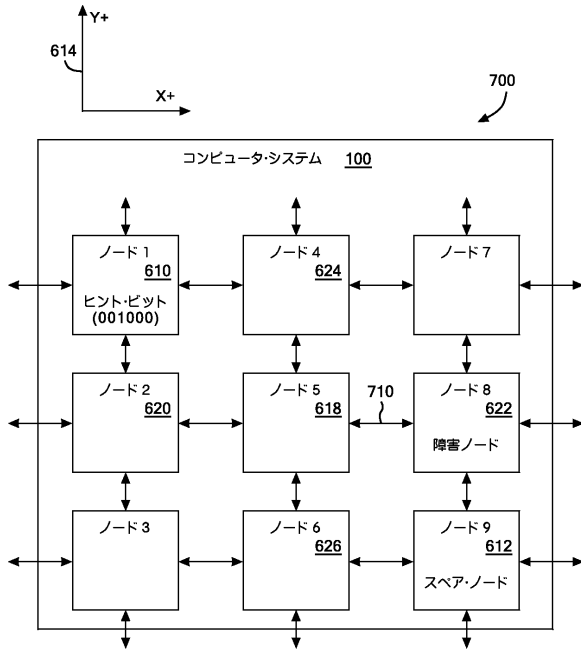 Y+
614
X+
700
コンピュータ・システム 100
ノード 1
610
ヒント・ビット
(001000)
ノード 4
624
ノード 7
ノード 2
620
ノード 5
618
710
ノード 8
622
障害ノード
ノード 3
ノード 6
626
ノード 9
612
スペア・ノード